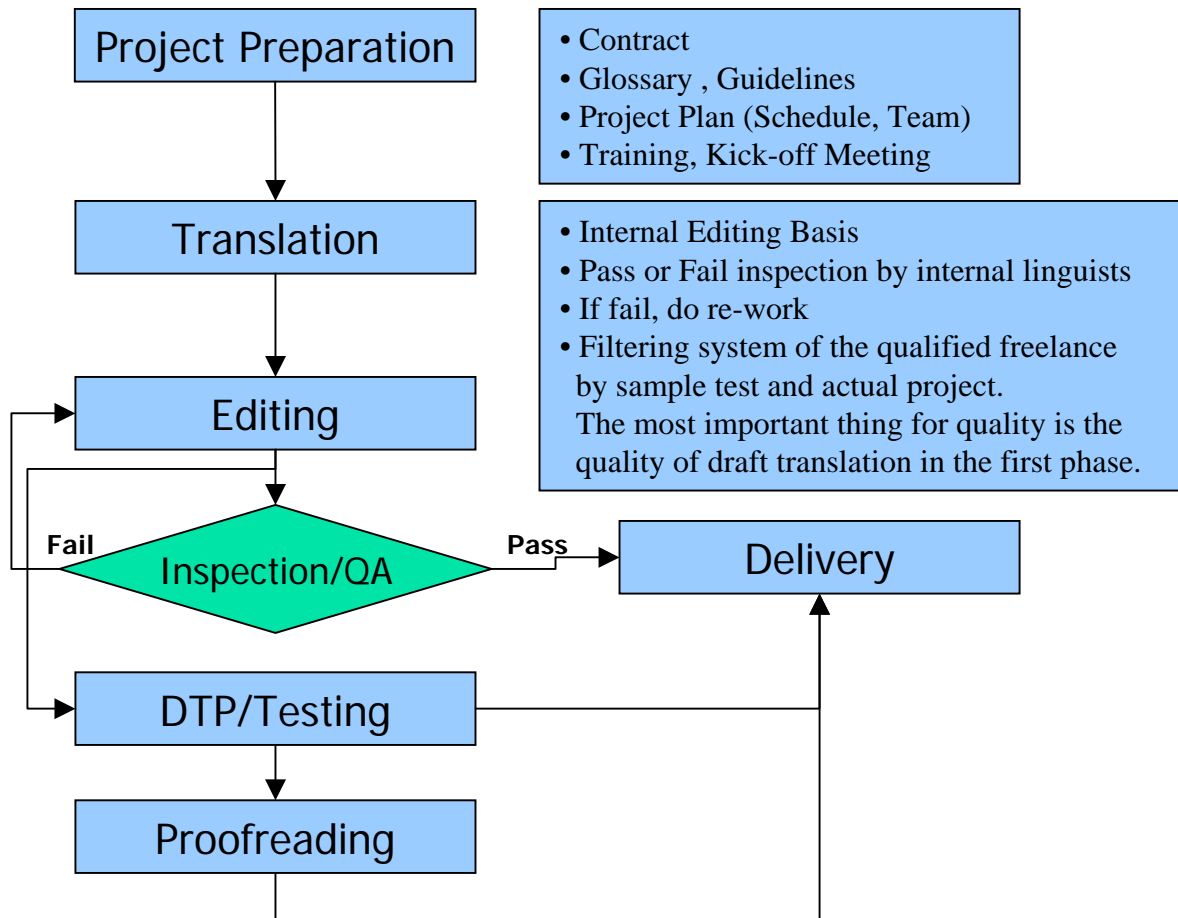 Project Preparation
• Contract
• Glossary , Guidelines
• Project Plan (Schedule, Team)
• Training, Kick-off Meeting
Translation
• Internal Editing Basis
• Pass or Fail inspection by internal linguists
• If fail, do re-work
• Filtering system of the qualified freelance
by sample test and actual project.
The most important thing for quality is the
quality of draft translation in the first phase.
Editing
Fail
Inspection/QA
Pass
Delivery
DTP/Testing
Proofreading